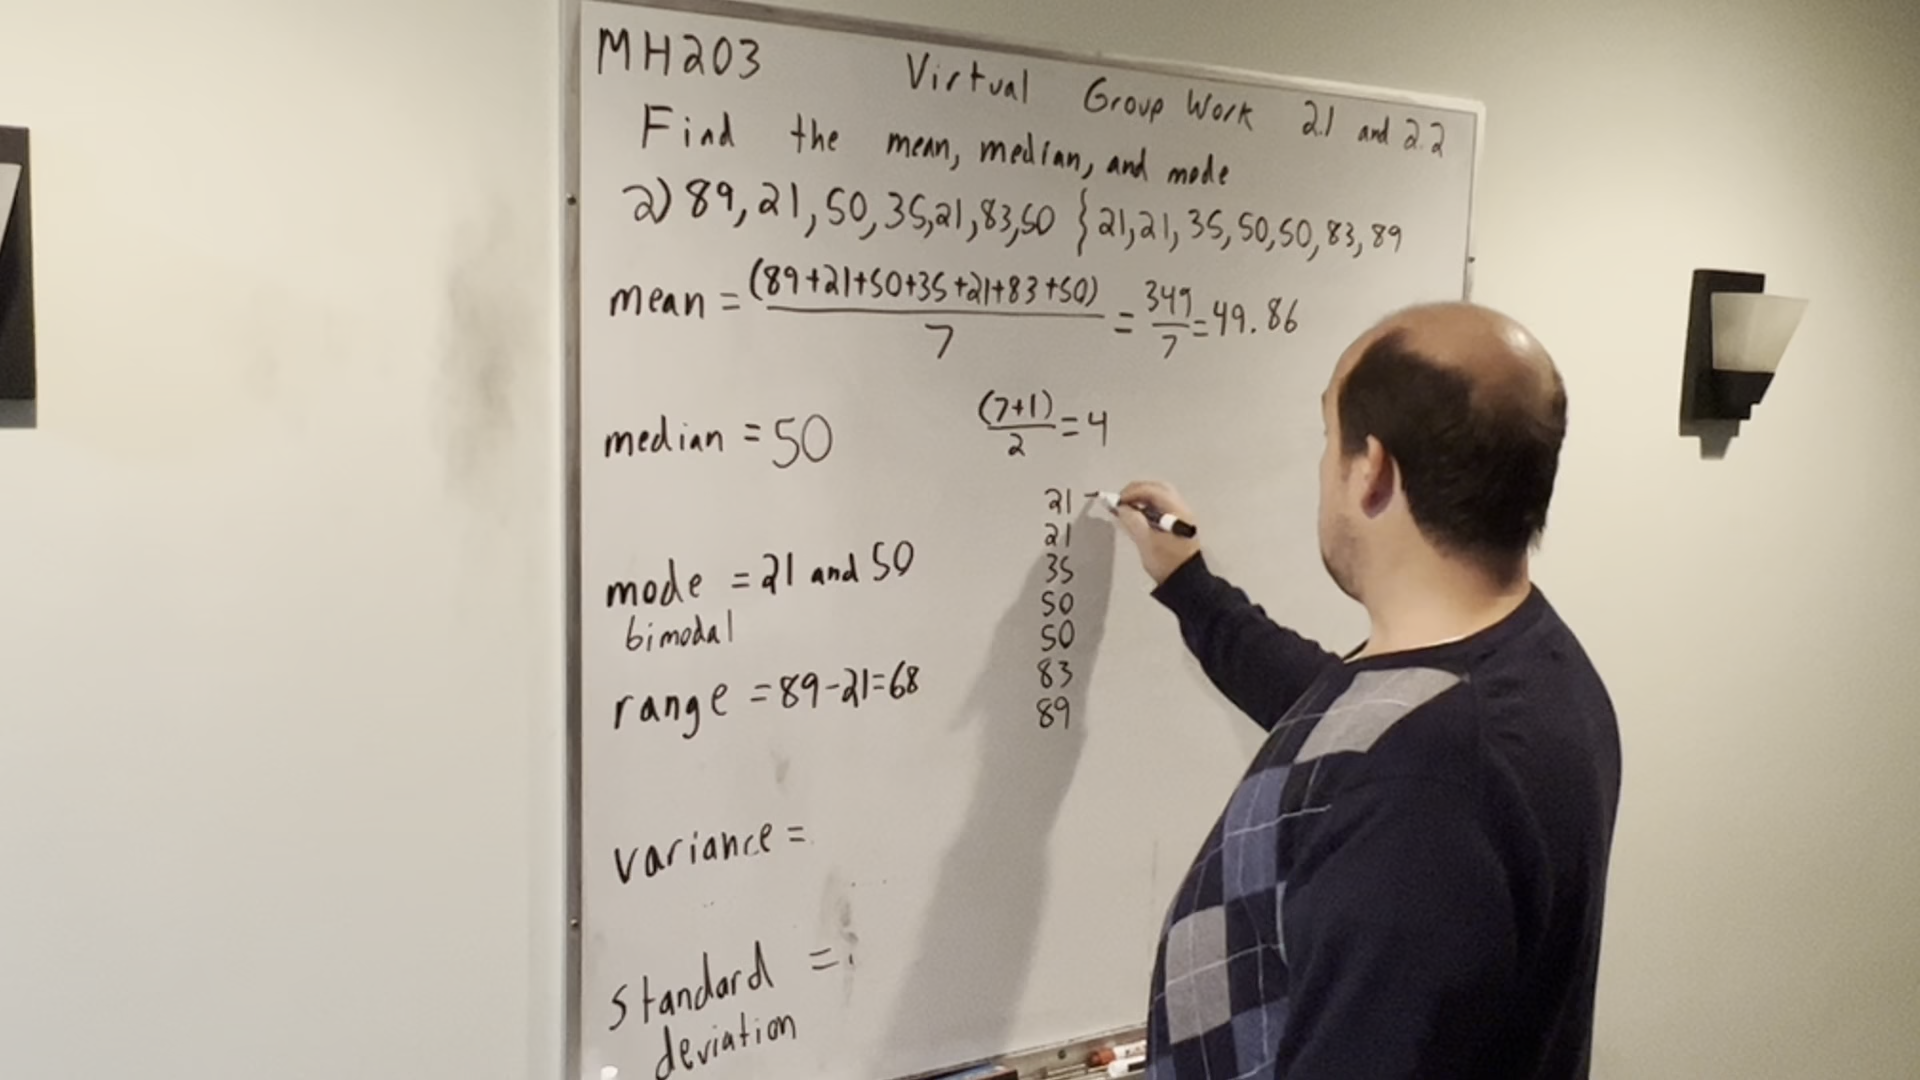 MH203 Virtual Group Work 2.1 and 2.2
Find the mean, median, and mode
2) 89, 21, 50, 35, 21, 83, 50 } 21, 21, 35, 50, 50, 83, 89
mean = (89+21+50+35+21+83+50) / 7 = 349/7 = 49.86
median = 50
(7+1)/2 = 4
21 -
21
35
50
50
83
89
mode = 21 and 50
bimodal
range = 89-21=68
variance =
standard =
deviation